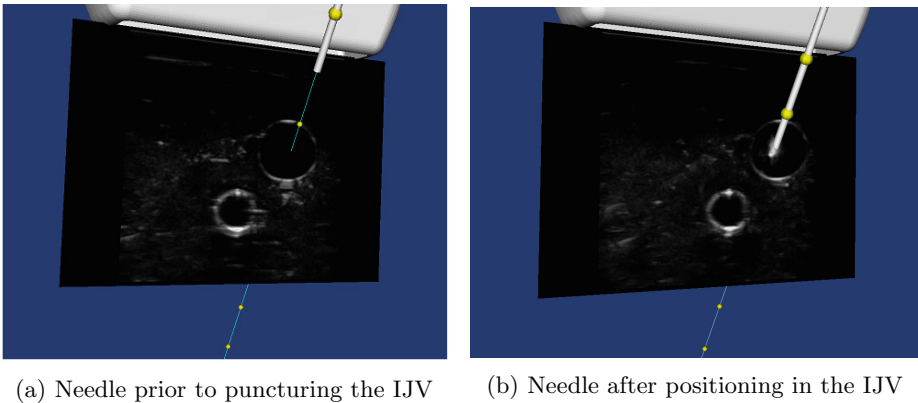 (a) Needle prior to puncturing the IJV
(b) Needle after positioning in the IJV